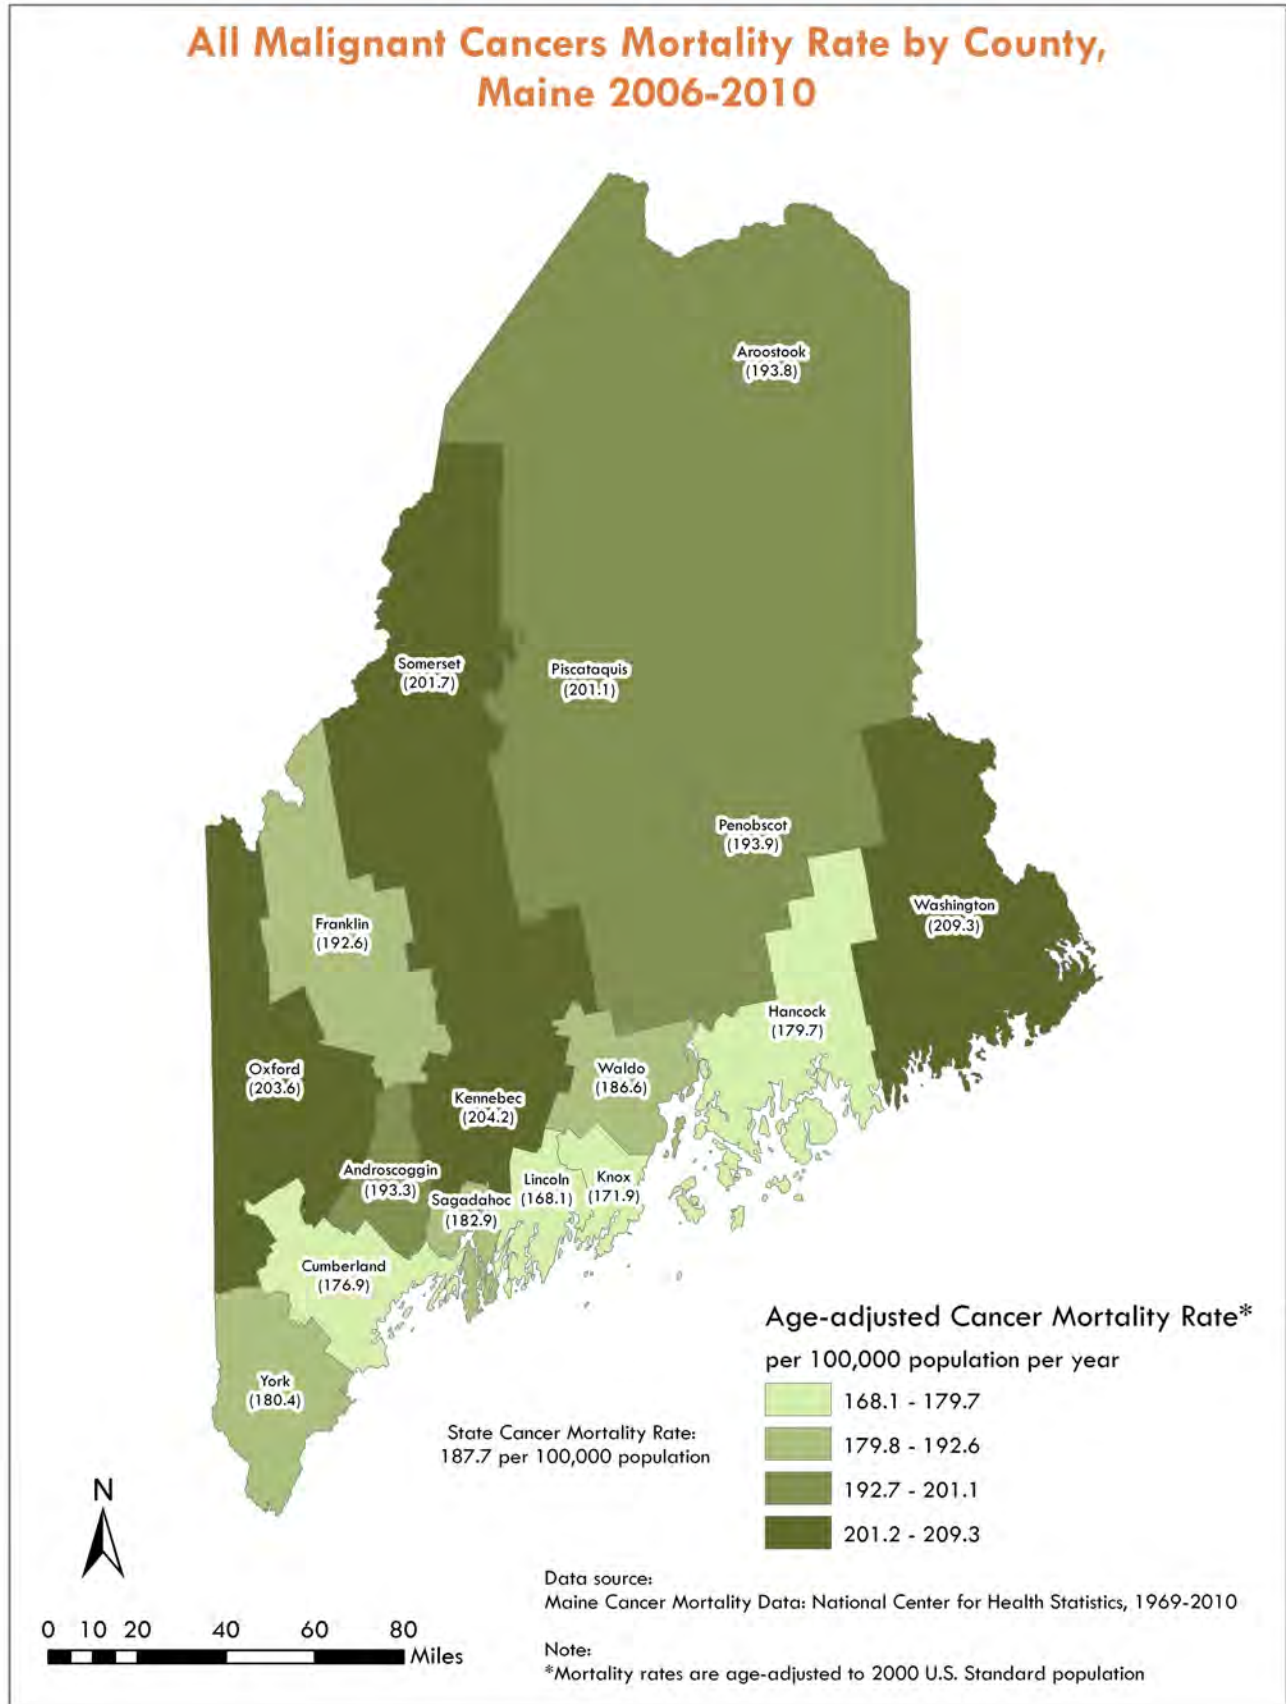 All Malignant Cancers Mortality Rate by County,
Maine 2006-2010
Aroostook
(193.8)
Somerset
(201.7)
Piscataquis
(201.1)
Penobscot
(193.9)
Washington
(209.3)
Franklin
(192.6)
Hancock
(179.7)
Oxford
(203.6)
Waldo
(186.6)
Kennebec
(204.2)
Androscoggin
(193.3)
Sagadahoc
(182.9)
Lincoln
(168.1)
Knox
(171.9)
Cumberland
(176.9)
York
(180.4)
Age-adjusted Cancer Mortality Rate*
per 100,000 population per year
168.1 - 179.7
179.8 - 192.6
192.7 - 201.1
201.2 - 209.3
State Cancer Mortality Rate:
187.7 per 100,000 population
N
0 10 20 40 60 80
Miles
Data source:
Maine Cancer Mortality Data: National Center for Health Statistics, 1969-2010
Note:
*Mortality rates are age-adjusted to 2000 U.S. Standard population